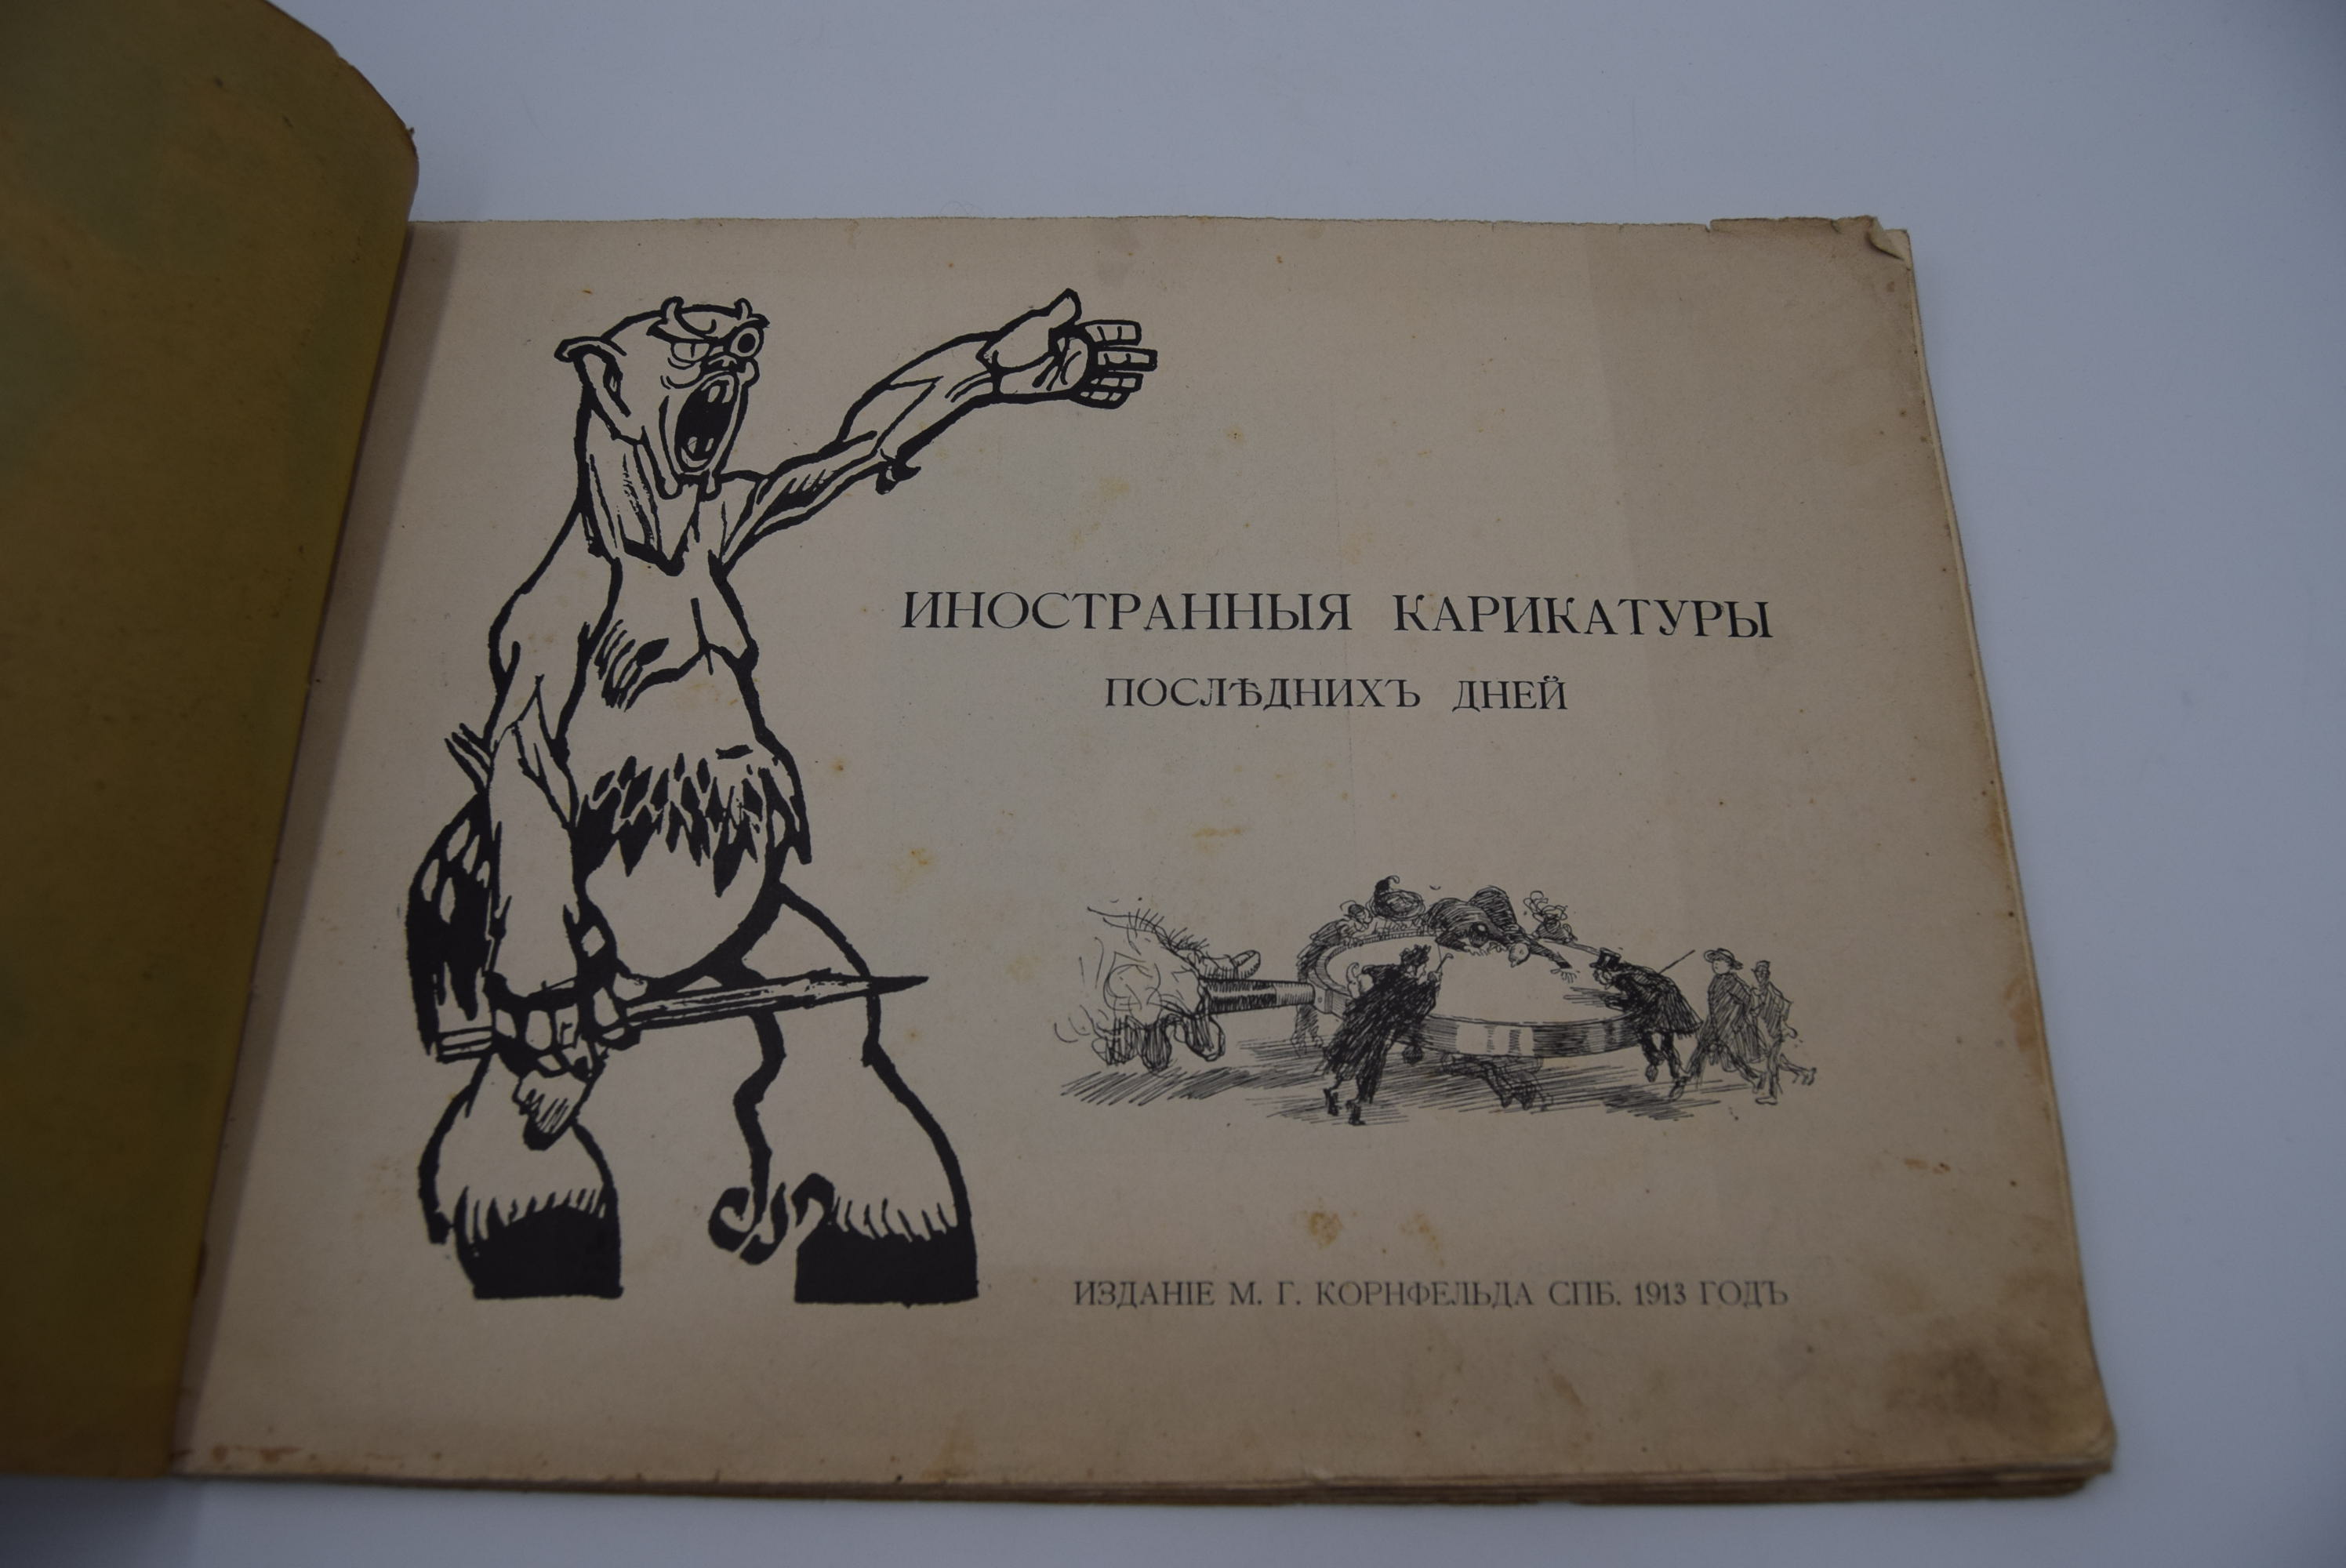 ИНОСТРАННЫЯ КАРИКАТУРЫ
ПОСЛѢДНИХЪ ДНЕЙ
ИЗДАНІЕ М. Г. КОРНФЕЛЬДА СПБ. 1913 ГОДЪ